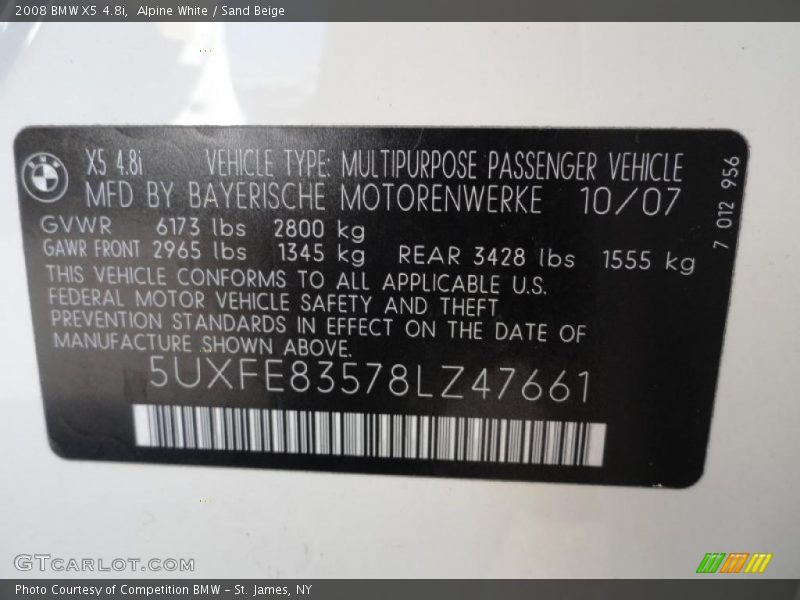 2008 BMW X5 4.8i, Alpine White / Sand Beige
BMW
X5 4.8i VEHICLE TYPE: MULTIPURPOSE PASSENGER VEHICLE
MFD BY BAYERISCHE MOTORENWERKE 10/07
GVWR 6173 lbs 2800 kg
GAWR FRONT 2965 lbs 1345 kg REAR 3428 lbs 1555 kg
THIS VEHICLE CONFORMS TO ALL APPLICABLE U.S.
FEDERAL MOTOR VEHICLE SAFETY AND THEFT
PREVENTION STANDARDS IN EFFECT ON THE DATE OF
MANUFACTURE SHOWN ABOVE.
5UXFE83578LZ47661
7 012 956
GTCARLOT.COM
Photo Courtesy of Competition BMW - St. James, NY